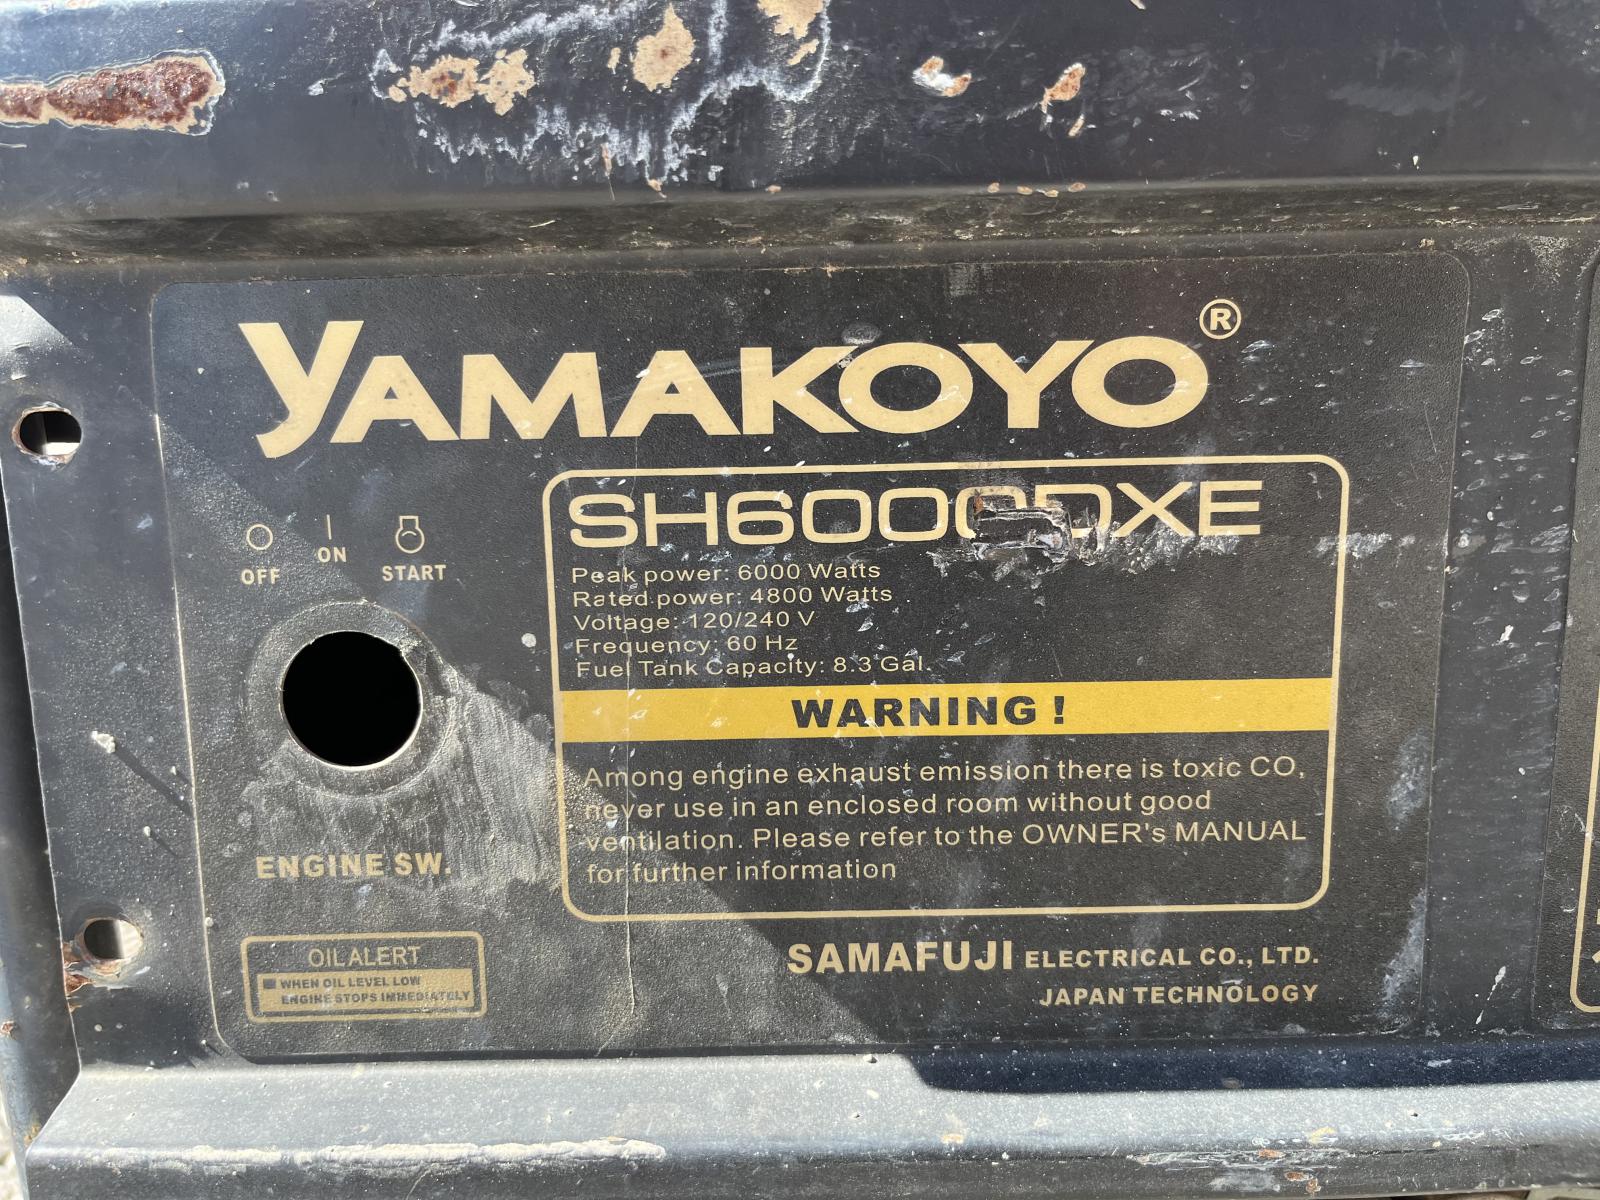 YAMAKOYO®
SH6000DXE
OFF
ON
START
Peak power: 6000 Watts
Rated power: 4800 Watts
Voltage: 120/240 V
Frequency: 60 Hz
Fuel Tank Capacity: 8.3 Gal.
WARNING !
Among engine exhaust emission there is toxic CO,
never use in an enclosed room without good
ventilation. Please refer to the OWNER's MANUAL
for further information
ENGINE SW.
OIL ALERT
WHEN OIL LEVEL LOW
ENGINE STOPS IMMEDIATELY
SAMAFUJI ELECTRICAL CO., LTD.
JAPAN TECHNOLOGY